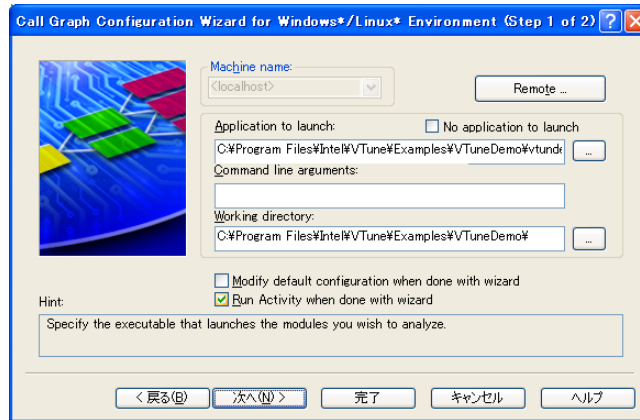 Call Graph Configuration Wizard for Windows*/Linux* Environment (Step 1 of 2)
Machine name:
<localhost>
Remote ...
Application to launch:
No application to launch
C:¥Program Files¥Intel¥VTune¥Examples¥VTuneDemo¥vtunde
...
Command line arguments:
Working directory:
C:¥Program Files¥Intel¥VTune¥Examples¥VTuneDemo¥
...
Modify default configuration when done with wizard
Run Activity when done with wizard
Hint:
Specify the executable that launches the modules you wish to analyze.
< 戻る(B)
次へ(N) >
完了
キャンセル
ヘルプ